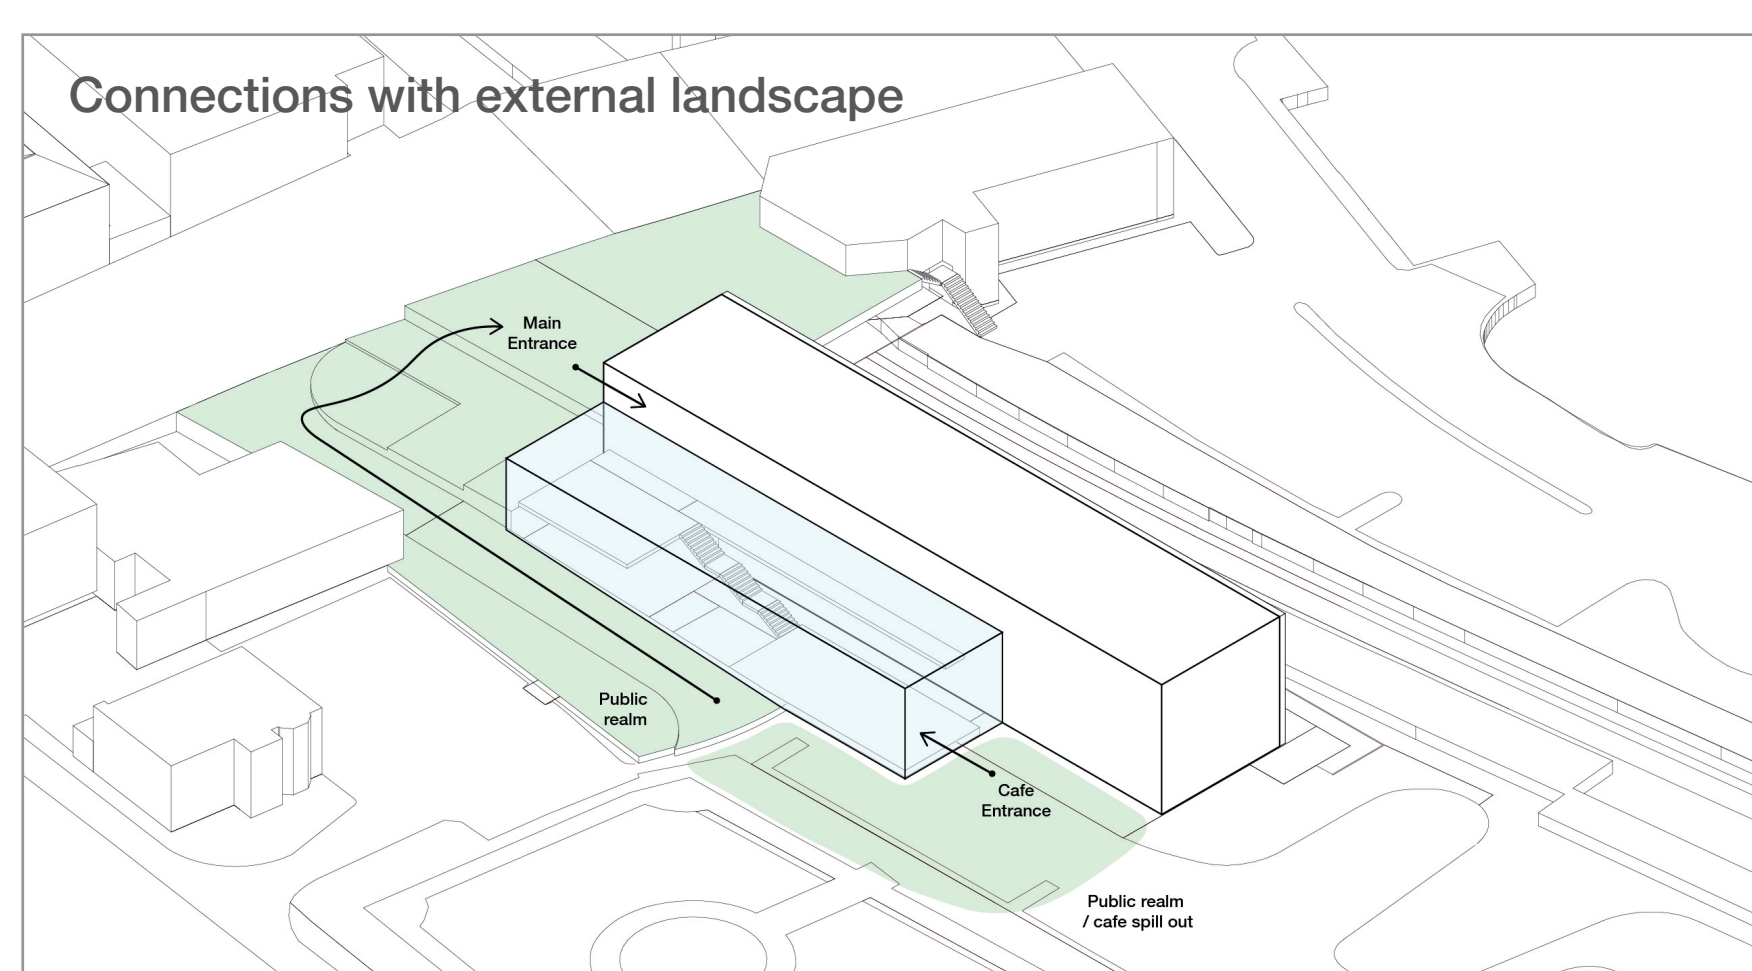 Connections with external landscape
Main
Entrance
Public
realm
Cafe
Entrance
Public realm
/ cafe spill out